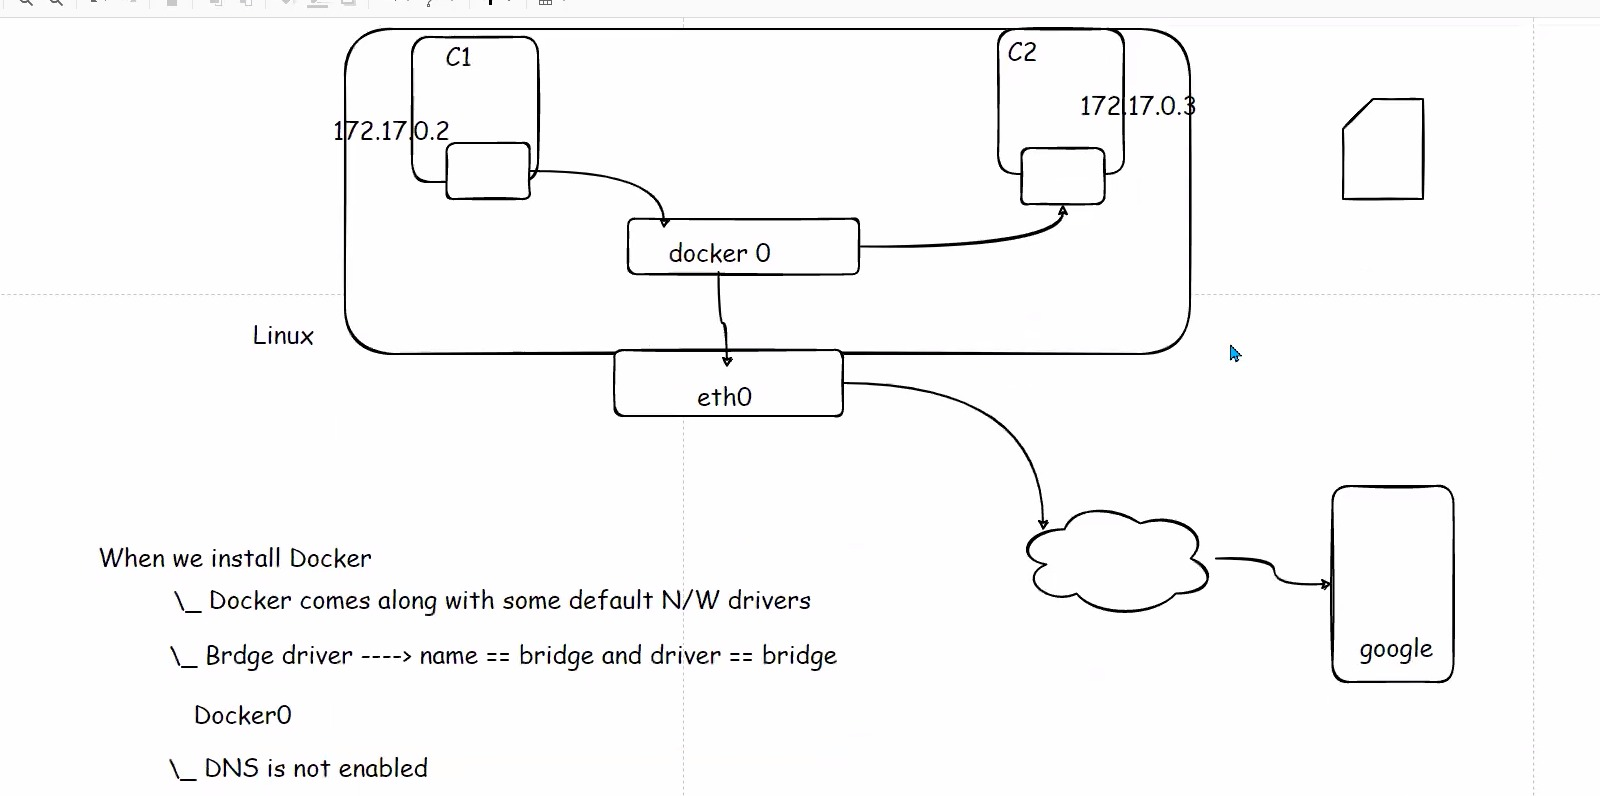 C1
C2
172.17.0.2
172.17.0.3
docker 0
Linux
eth0
google
When we install Docker
\_ Docker comes along with some default N/W drivers
\_ Brdge driver ----> name == bridge and driver == bridge
Docker0
\_ DNS is not enabled